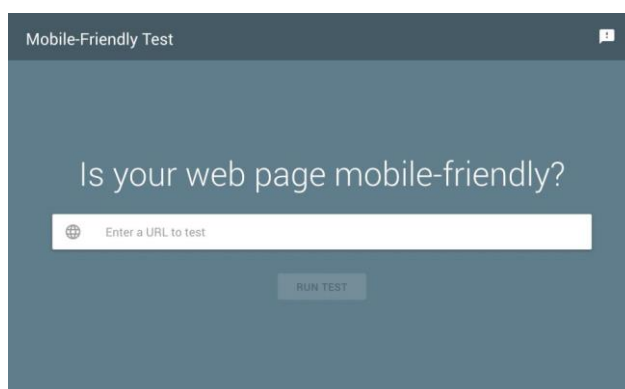 Mobile-Friendly Test
Is your web page mobile-friendly?
Enter a URL to test
RUN TEST